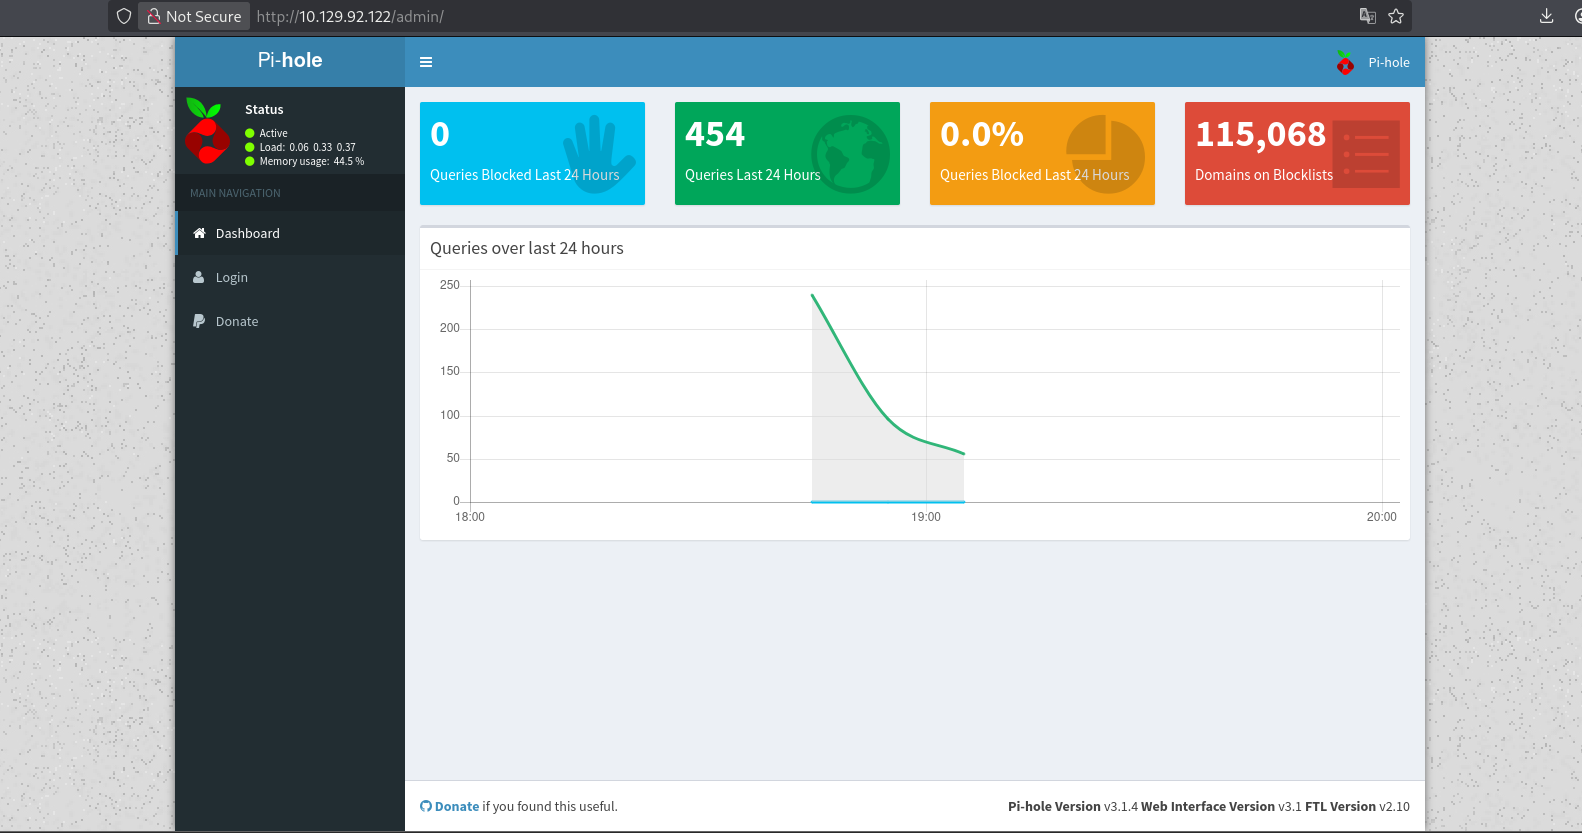 Not Secure http://10.129.92.122/admin/
Pi-hole
Pi-hole
Status
Active
Load: 0.06 0.33 0.37
Memory usage: 44.5 %
MAIN NAVIGATION
Dashboard
Login
Donate
0
Queries Blocked Last 24 Hours
454
Queries Last 24 Hours
0.0%
Queries Blocked Last 24 Hours
115,068
Domains on Blocklists
Queries over last 24 hours
250
200
150
100
50
0
18:00 19:00 20:00
Donate if you found this useful.
Pi-hole Version v3.1.4 Web Interface Version v3.1 FTL Version v2.10